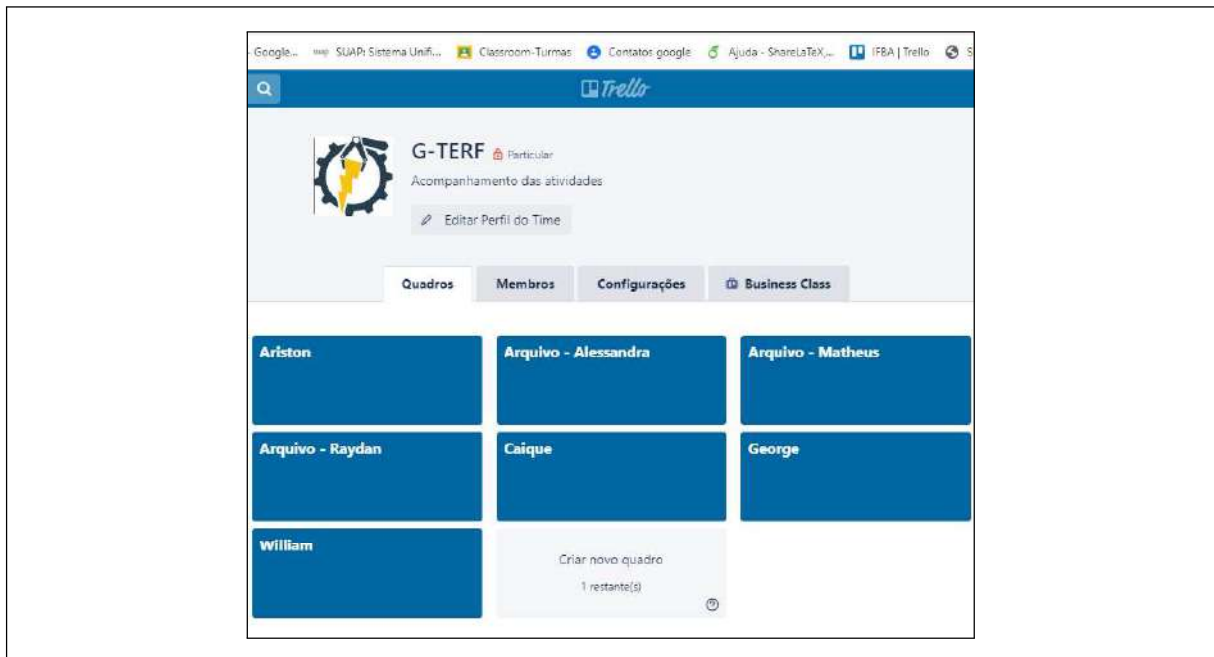 Google... SUAP: Sistema Unifi... Classroom-Turmas Contatos google Ajuda - ShareLaTeX,... IFBA | Trello S
Trello
G-TERF Particular
Acompanhamento das atividades
Editar Perfil do Time
Quadros Membros Configurações Business Class
Ariston Arquivo - Alessandra Arquivo - Matheus
Arquivo - Raydan Caique George
William Criar novo quadro
1 restante(s)